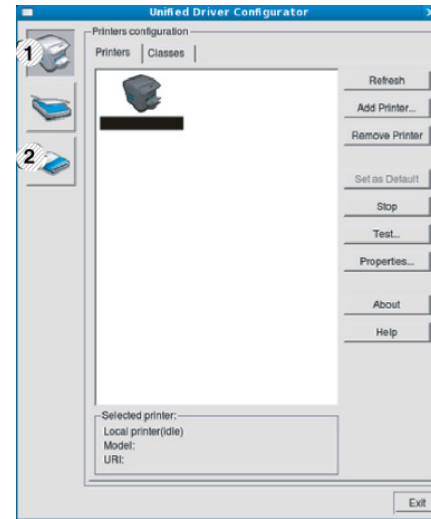 Unified Driver Configurator
Printers configuration
1
Printers
Classes
Refresh
Add Printer...
Remove Printer
2
Set as Default
Stop
Test...
Properties...
About
Help
Selected printer:
Local printer(idle)
Model:
URI:
Exit